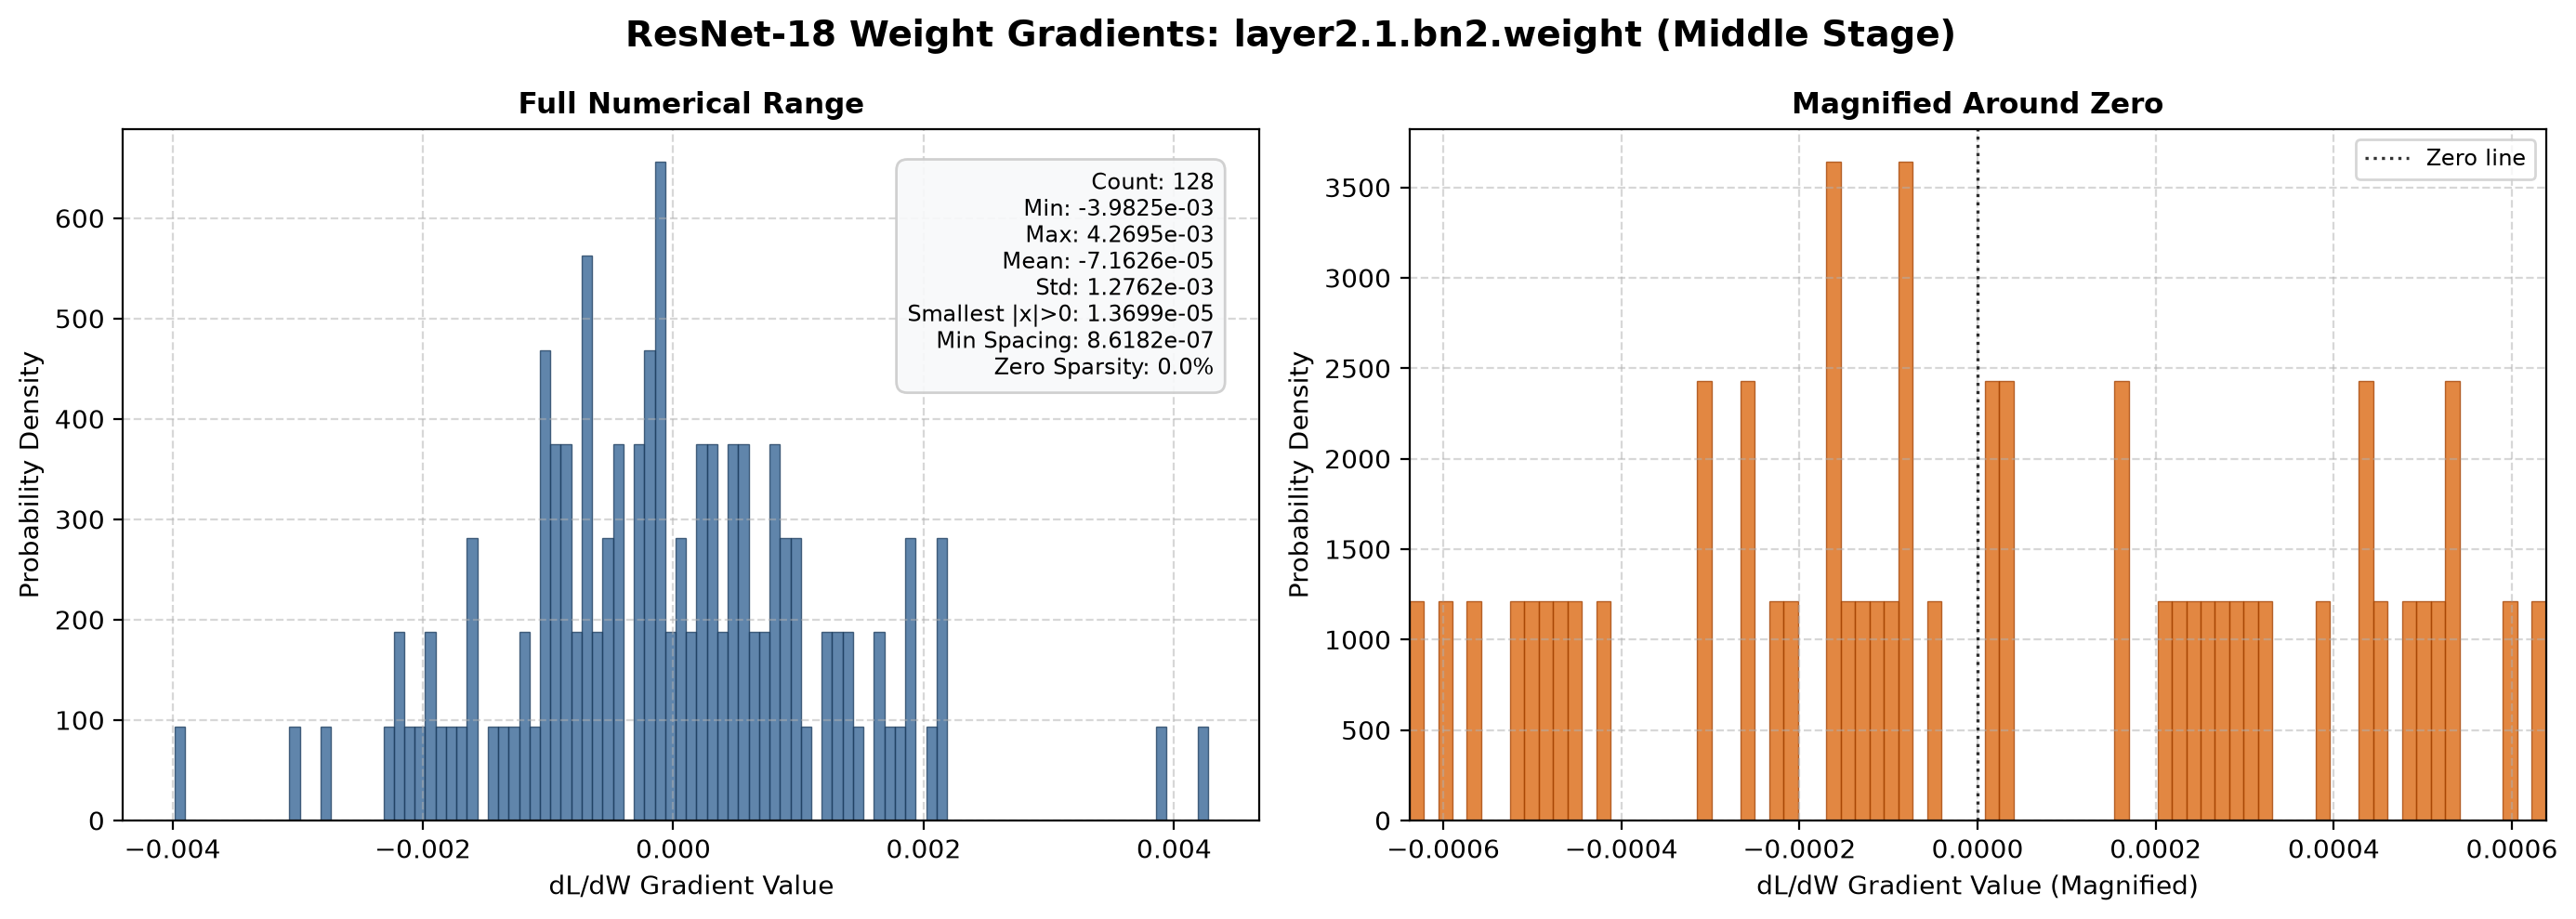 ResNet-18 Weight Gradients: layer2.1.bn2.weight (Middle Stage)
Full Numerical Range
Probability Density
600
500
400
300
200
100
0
Count: 128
Min: -3.9825e-03
Max: 4.2695e-03
Mean: -7.1626e-05
Std: 1.2762e-03
Smallest |x|>0: 1.3699e-05
Min Spacing: 8.6182e-07
Zero Sparsity: 0.0%
−0.004 −0.002 0.000 0.002 0.004
dL/dW Gradient Value
Magnified Around Zero
Probability Density
3500
3000
2500
2000
1500
1000
500
0
Zero line
−0.0006 −0.0004 −0.0002 0.0000 0.0002 0.0004 0.0006
dL/dW Gradient Value (Magnified)